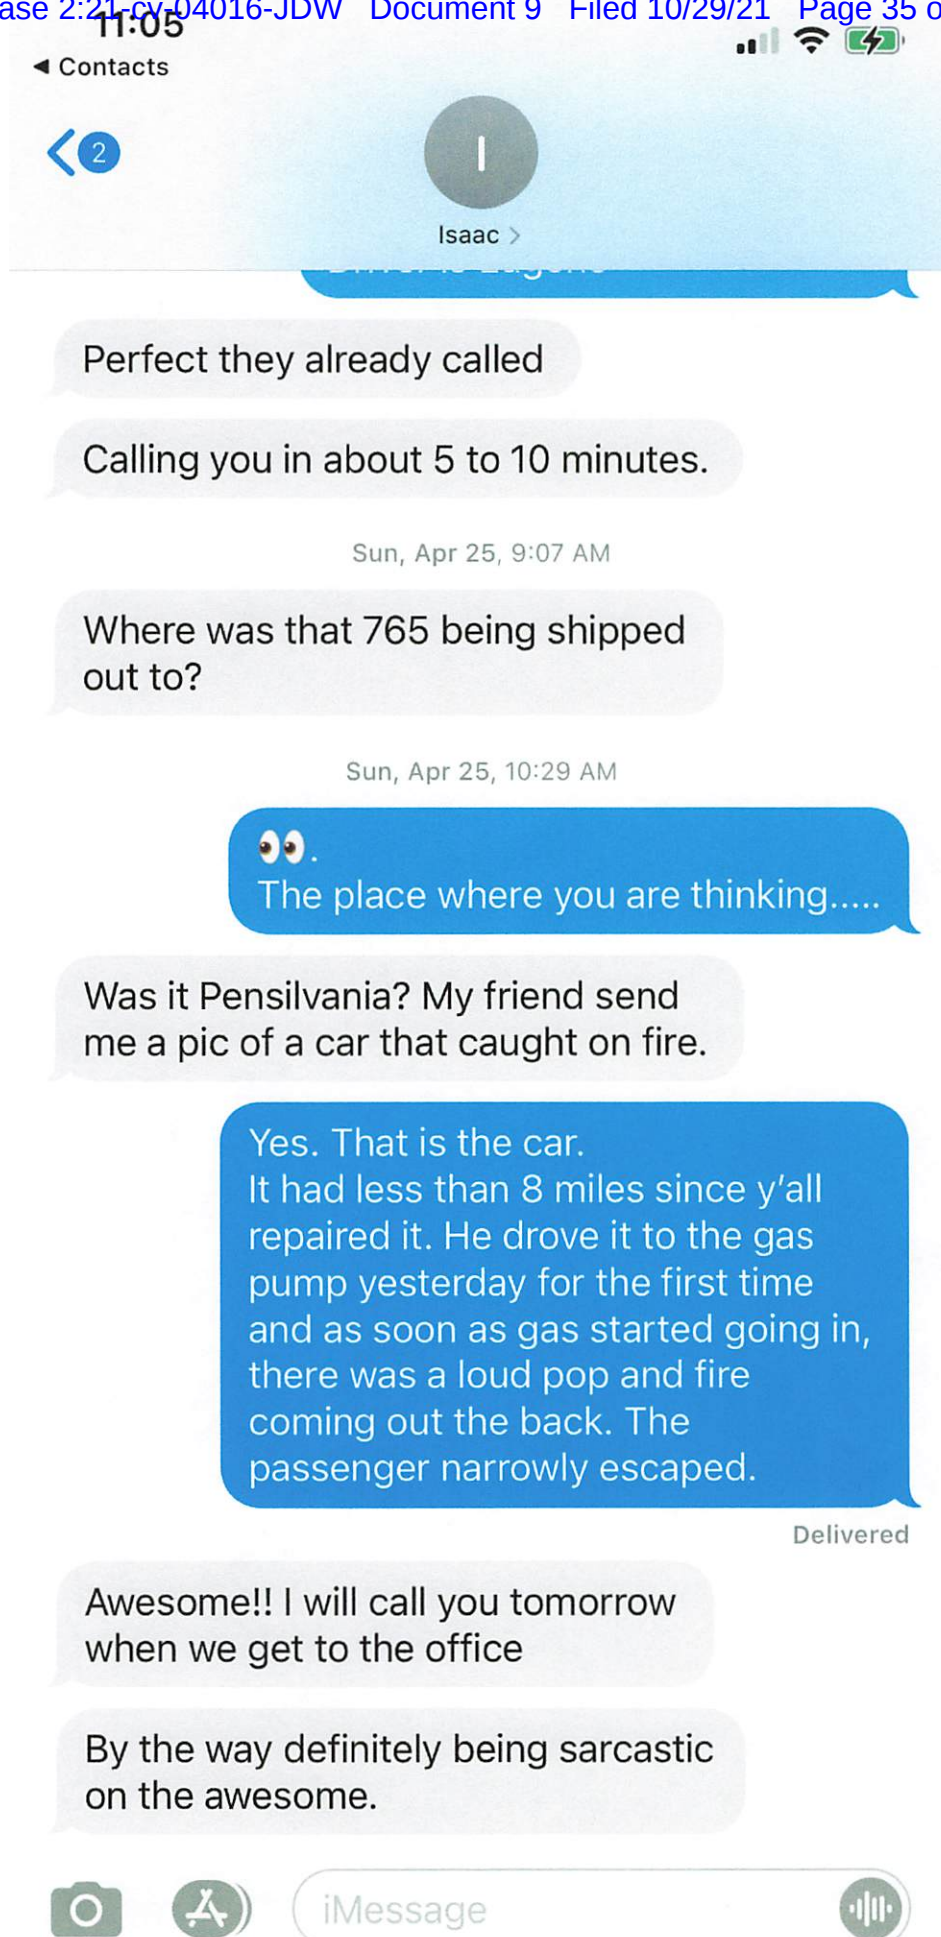 ase 2:21-cv-04016-JDW Document 9 Filed 10/29/21 Page 35 o
11:05
◄ Contacts
2
I
Isaac >
Perfect they already called
Calling you in about 5 to 10 minutes.
Sun, Apr 25, 9:07 AM
Where was that 765 being shipped
out to?
Sun, Apr 25, 10:29 AM
👀.
The place where you are thinking.....
Was it Pensilvania? My friend send
me a pic of a car that caught on fire.
Yes. That is the car.
It had less than 8 miles since y'all
repaired it. He drove it to the gas
pump yesterday for the first time
and as soon as gas started going in,
there was a loud pop and fire
coming out the back. The
passenger narrowly escaped.
Delivered
Awesome!! I will call you tomorrow
when we get to the office
By the way definitely being sarcastic
on the awesome.
iMessage